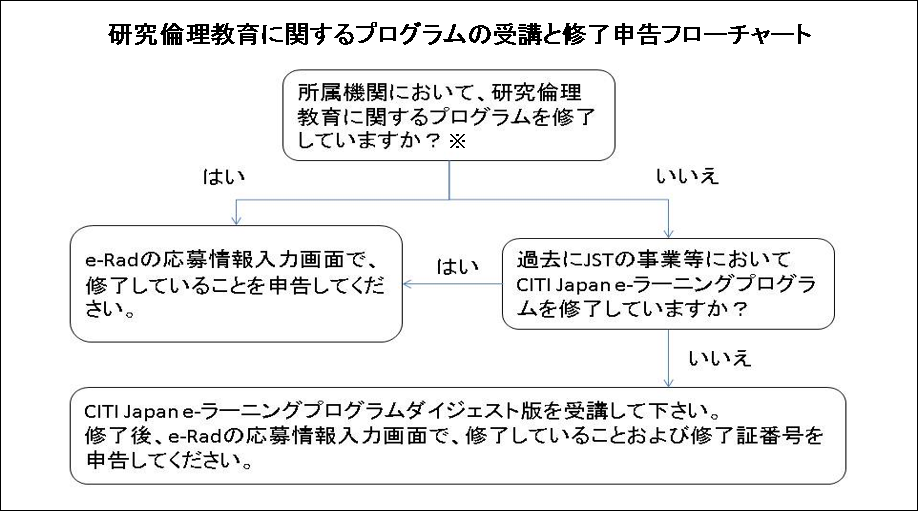 研究倫理教育に関するプログラムの受講と修了申告フローチャート
所属機関において、研究倫理
教育に関するプログラムを修了
していますか？※
はい
いいえ
e-Radの応募情報入力画面で、
修了していることを申告してくだ
さい。
はい
過去にJSTの事業等において
CITI Japan e-ラーニングプログラ
ムを修了していますか？
いいえ
CITI Japan e-ラーニングプログラムダイジェスト版を受講して下さい。
修了後、e-Radの応募情報入力画面で、修了していることおよび修了証番号を
申告してください。